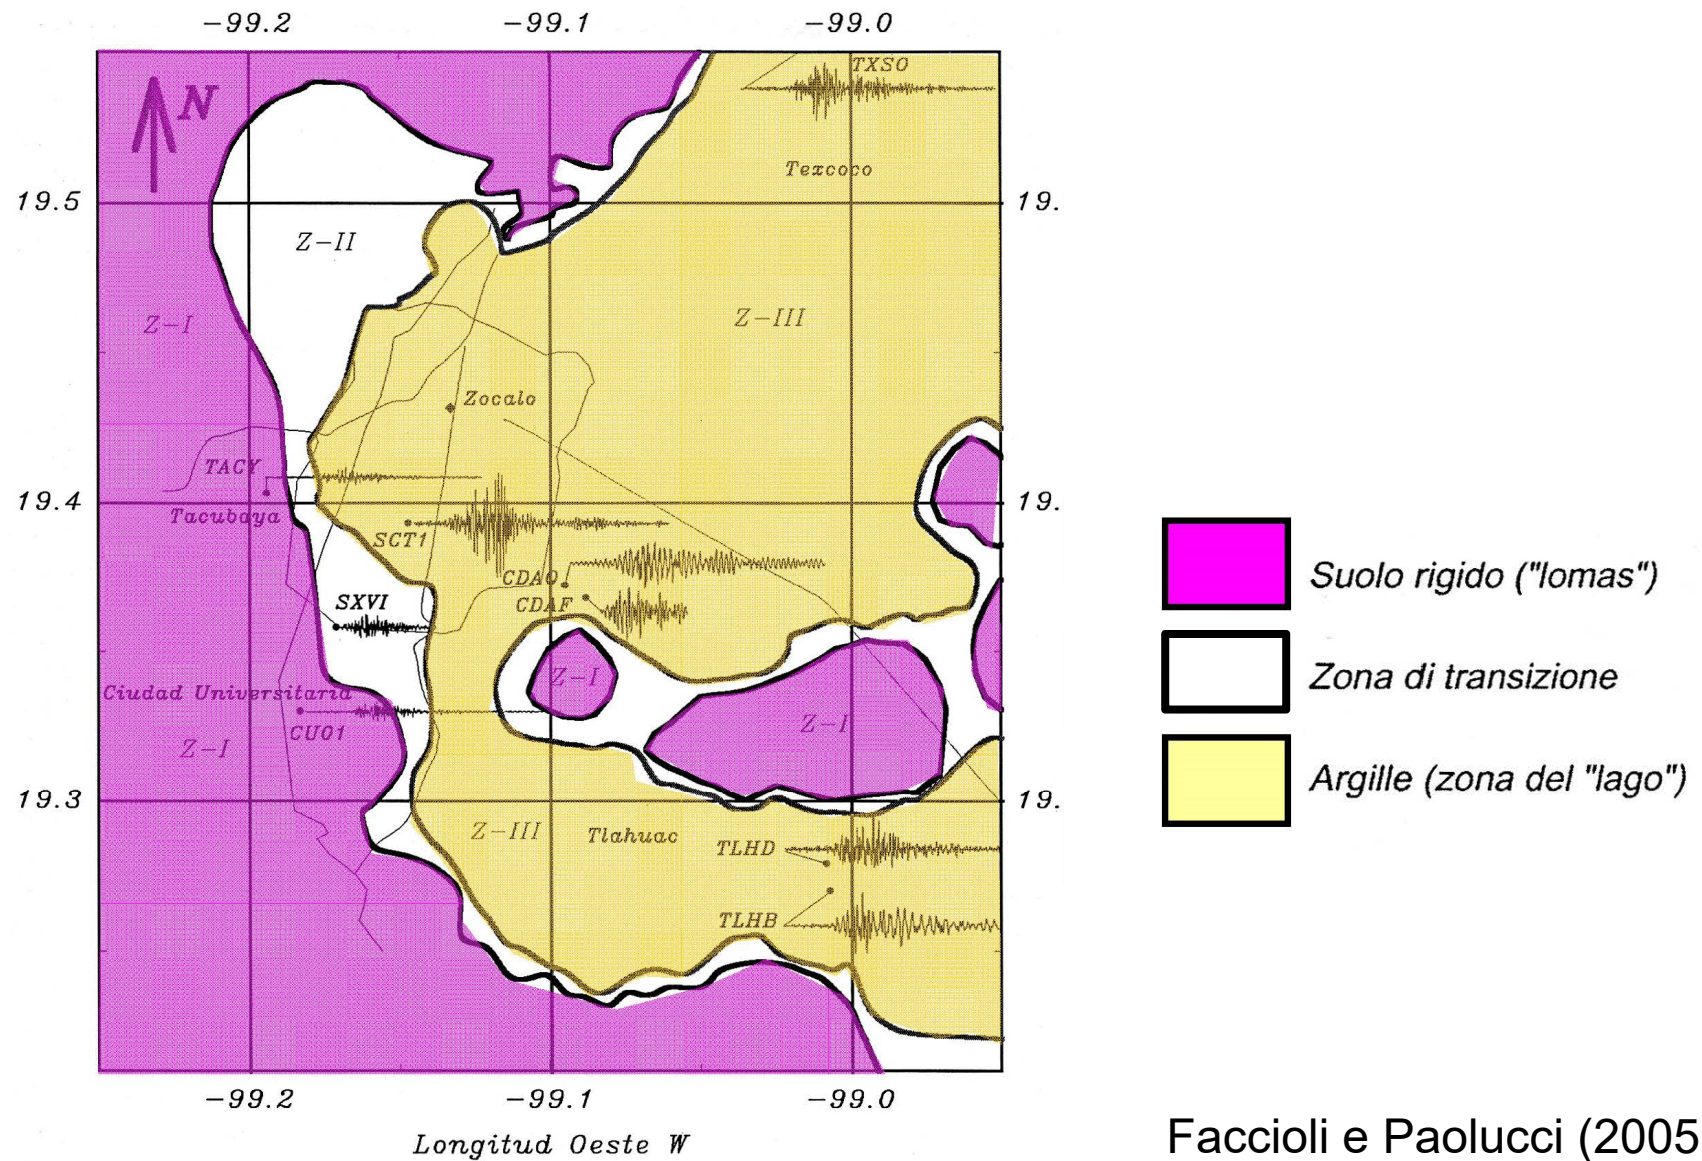 -99.2 -99.1 -99.0
TXSO
N
Texcoco
19.5 19.
Z-II
Z-I Z-III
Zocalo
TACY
19.4 19.
Tacubaya
SCT1
CDAO
CDAF
SXVI
Z-I
Ciudad Universitaria
CU01
Z-I
Z-I
19.3 19.
Z-III Tlahuac
TLHD
TLHB
-99.2 -99.1 -99.0
Longitud Oeste W
Suolo rigido ("lomas")
Zona di transizione
Argille (zona del "lago")
Faccioli e Paolucci (2005